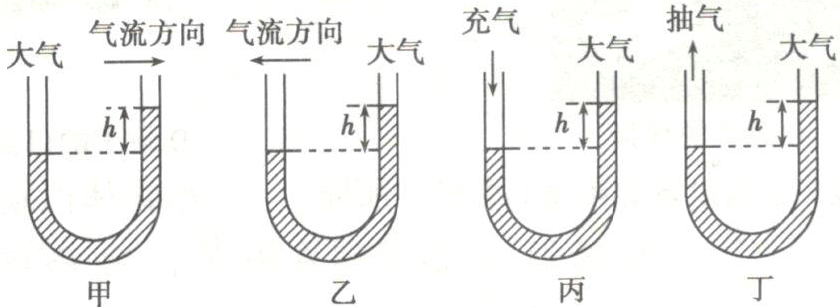 大气 气流方向 气流方向 大气 充气 大气 抽气 大气
h h h h
甲 乙 丙 丁